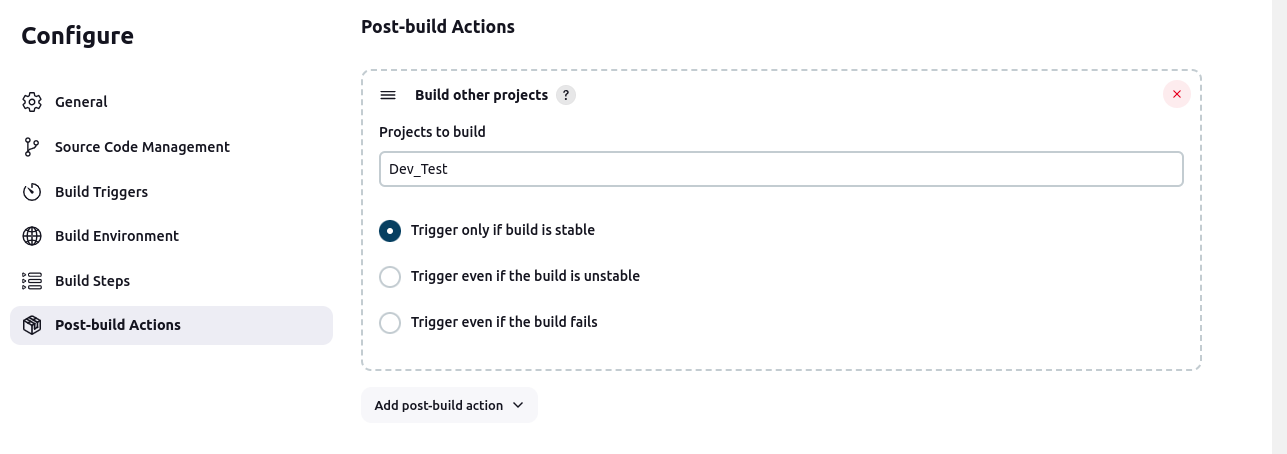 Configure
General
Source Code Management
Build Triggers
Build Environment
Build Steps
Post-build Actions
Post-build Actions
Build other projects ?
Projects to build
Dev_Test
Trigger only if build is stable
Trigger even if the build is unstable
Trigger even if the build fails
Add post-build action